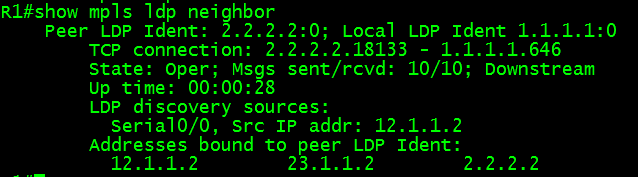 R1#show mpls ldp neighbor
Peer LDP Ident: 2.2.2.2:0; Local LDP Ident 1.1.1.1:0
TCP connection: 2.2.2.2.18133 - 1.1.1.1.646
State: Oper; Msgs sent/rcvd: 10/10; Downstream
Up time: 00:00:28
LDP discovery sources:
Serial0/0, Src IP addr: 12.1.1.2
Addresses bound to peer LDP Ident:
12.1.1.2 23.1.1.2 2.2.2.2